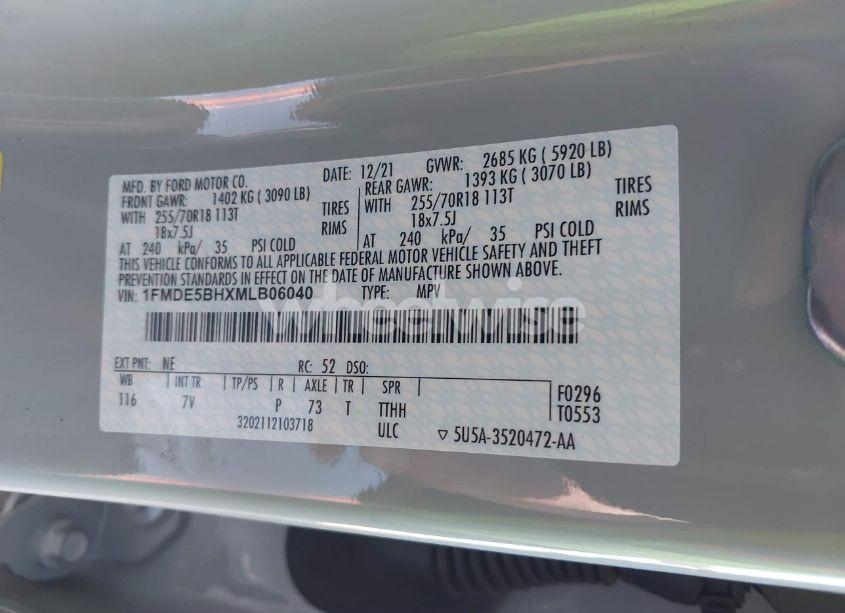 MFD. BY FORD MOTOR CO. DATE: 12/21 GVWR: 2685 KG ( 5920 LB)
FRONT GAWR: 1402 KG ( 3090 LB) REAR GAWR: 1393 KG ( 3070 LB)
WITH 255/70R18 113T TIRES WITH 255/70R18 113T TIRES
18x7.5J RIMS 18x7.5J RIMS
AT 240 kPa/ 35 PSI COLD AT 240 kPa/ 35 PSI COLD
THIS VEHICLE CONFORMS TO ALL APPLICABLE FEDERAL MOTOR VEHICLE SAFETY AND THEFT
PREVENTION STANDARDS IN EFFECT ON THE DATE OF MANUFACTURE SHOWN ABOVE.
VIN: 1FMDE5BHXMLB06040 TYPE: MPV
wheelwise
EXT PNT: NE RC: 52 DSO:
WB INT TR TP/PS R AXLE TR SPR F0296
116 7V P 73 T TTHH T0553
3202112103718 ULC ▽ 5U5A-3520472-AA